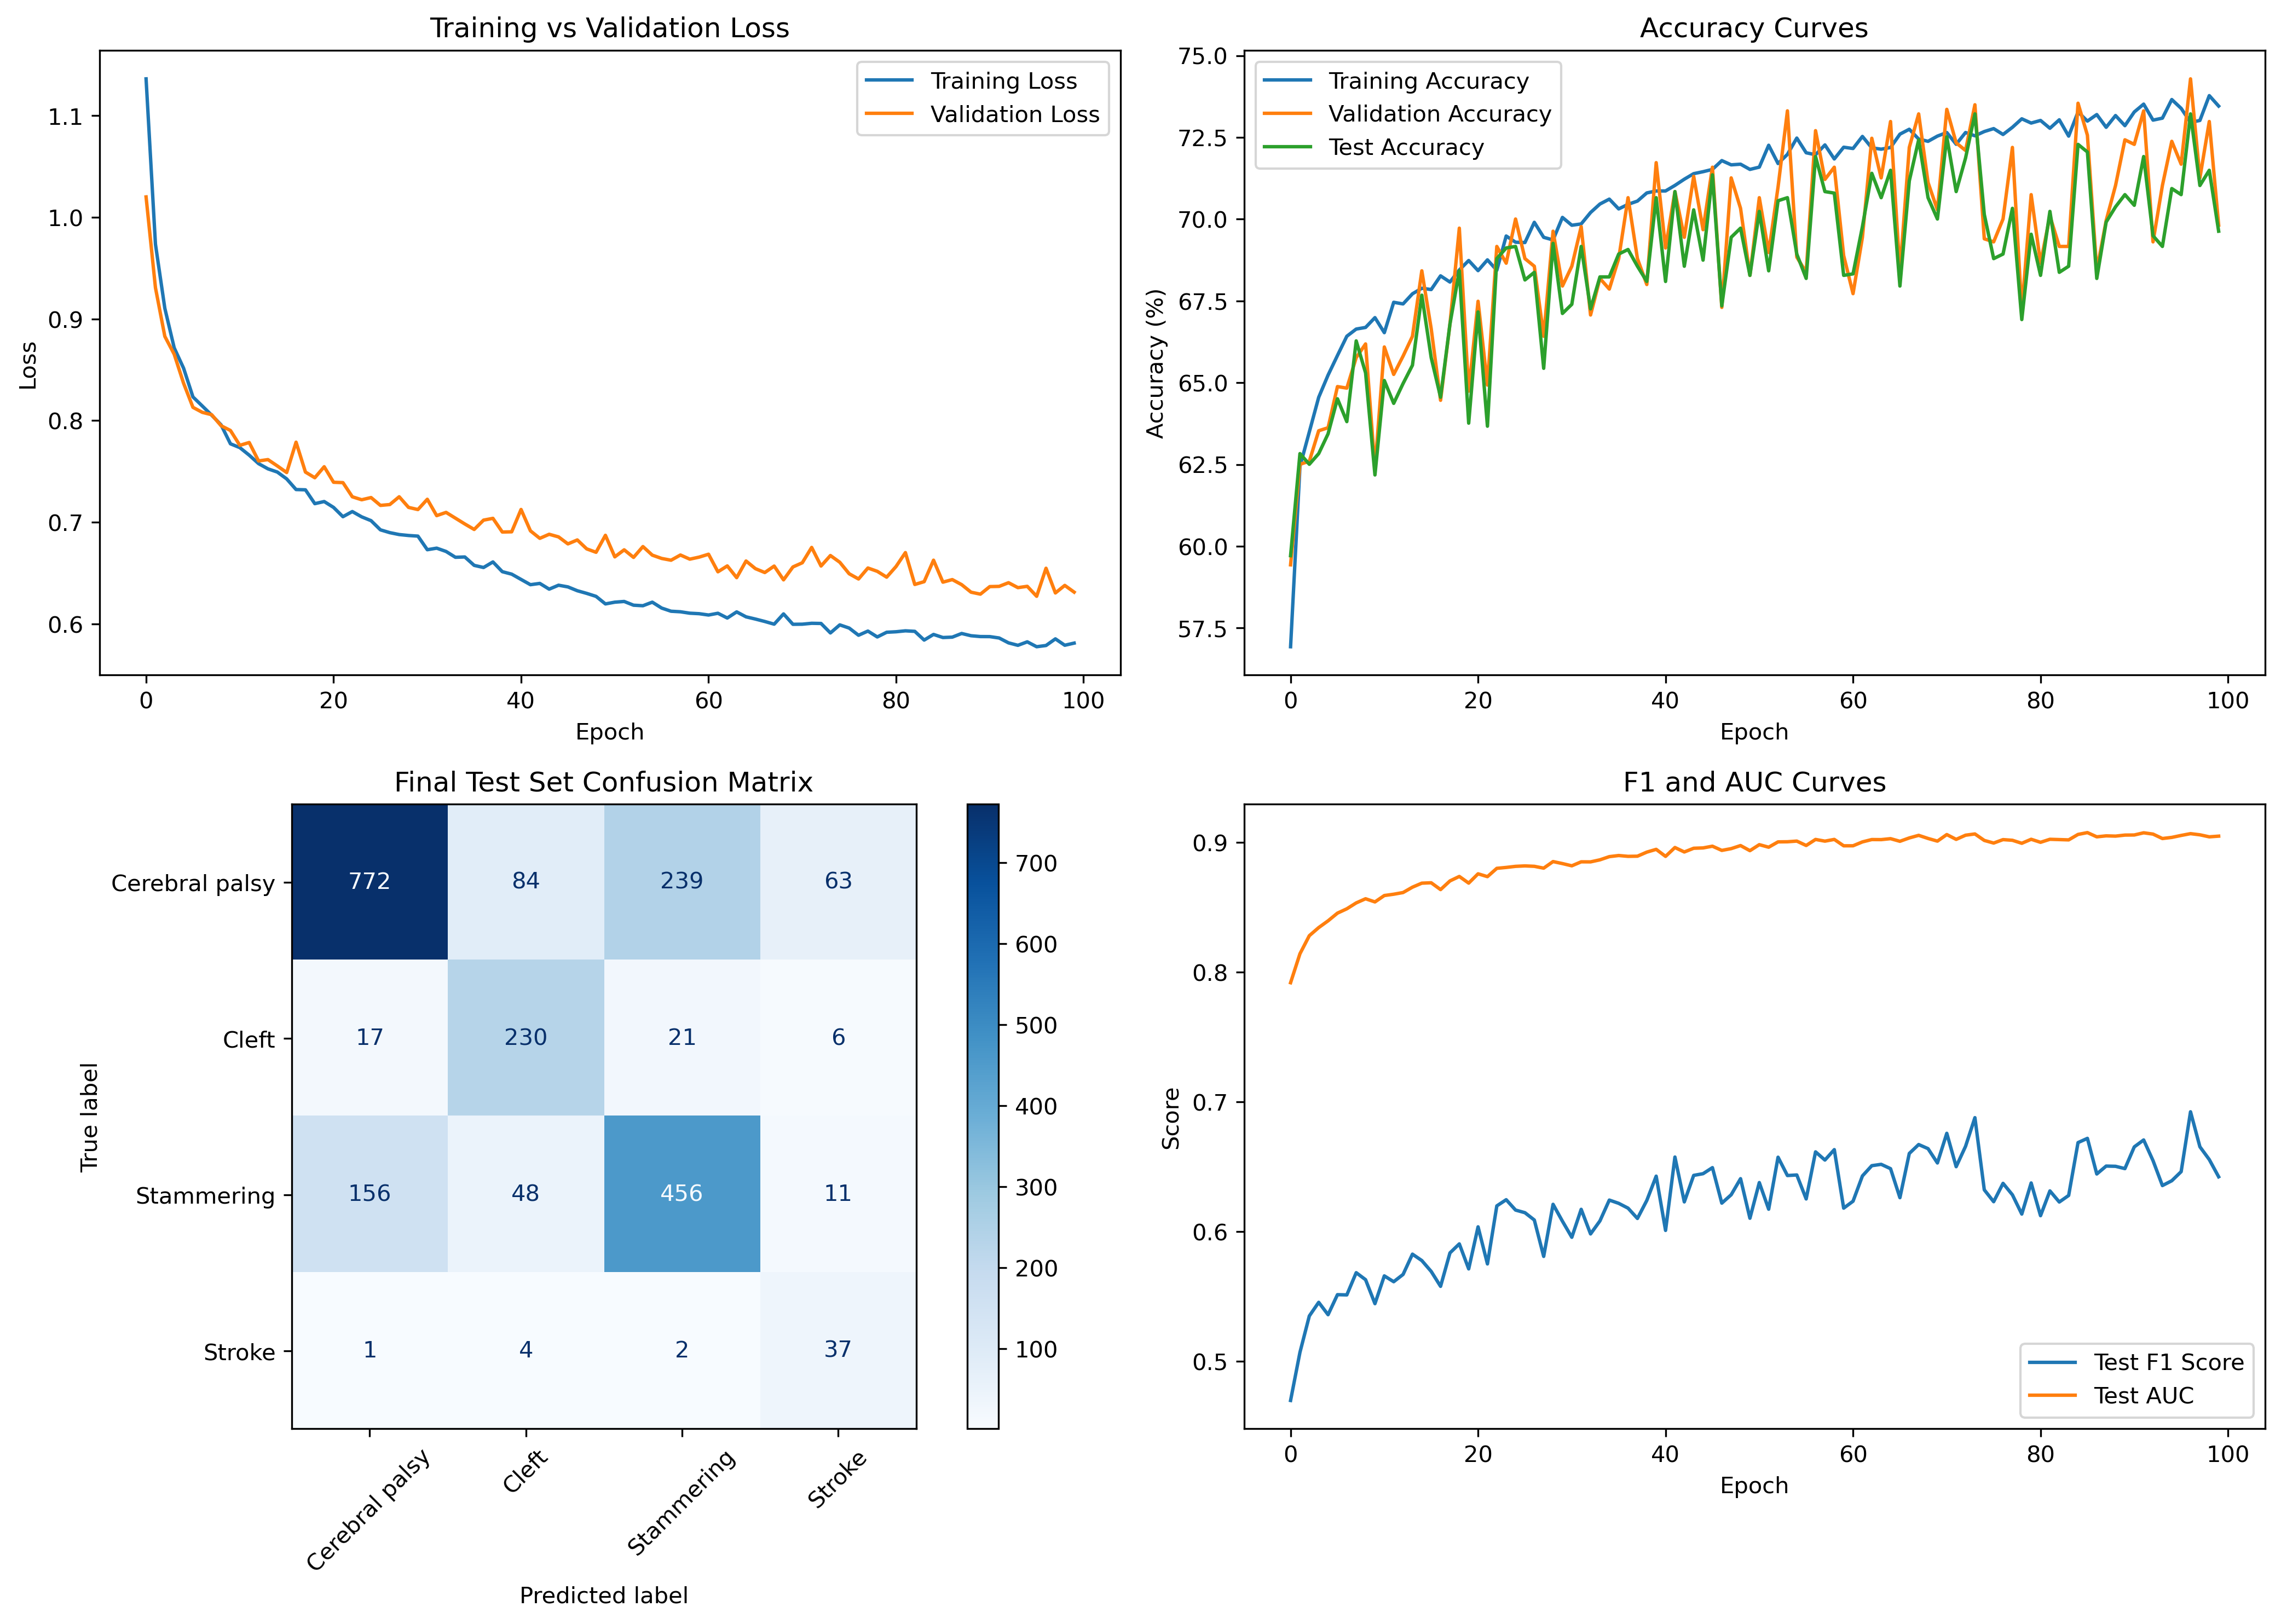 Training vs Validation Loss
Training Loss
Validation Loss
1.1
1.0
0.9
0.8
0.7
0.6
Loss
0 20 40 60 80 100
Epoch
Accuracy Curves
Training Accuracy
Validation Accuracy
Test Accuracy
75.0
72.5
70.0
67.5
65.0
62.5
60.0
57.5
Accuracy (%)
0 20 40 60 80 100
Epoch
Final Test Set Confusion Matrix
Cerebral palsy 772 84 239 63
Cleft 17 230 21 6
Stammering 156 48 456 11
Stroke 1 4 2 37
True label
Cerebral palsy Cleft Stammering Stroke
Predicted label
700
600
500
400
300
200
100
F1 and AUC Curves
0.9
0.8
0.7
0.6
0.5
Score
Test F1 Score
Test AUC
0 20 40 60 80 100
Epoch